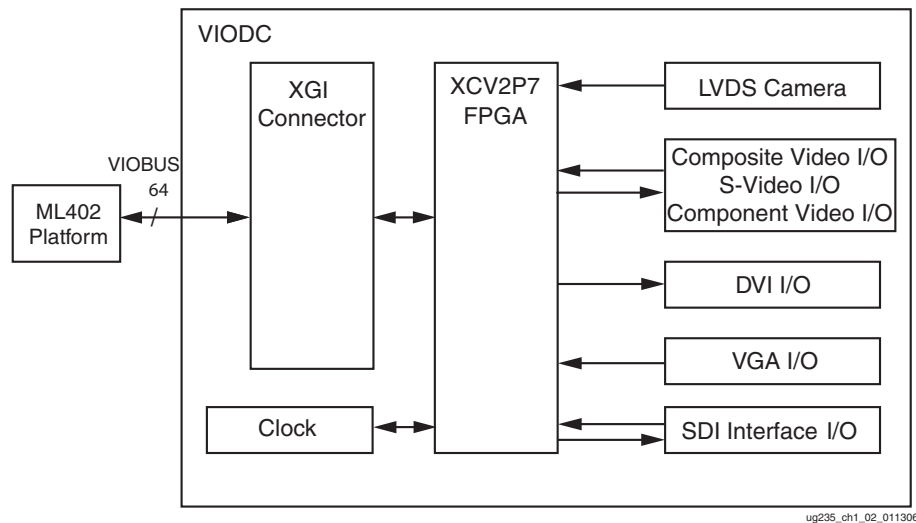 VIODC
XGI
Connector
XCV2P7
FPGA
LVDS Camera
Composite Video I/O
S-Video I/O
Component Video I/O
VIOBUS
64
ML402
Platform
DVI I/O
VGA I/O
Clock
SDI Interface I/O
ug235_ch1_02_011306